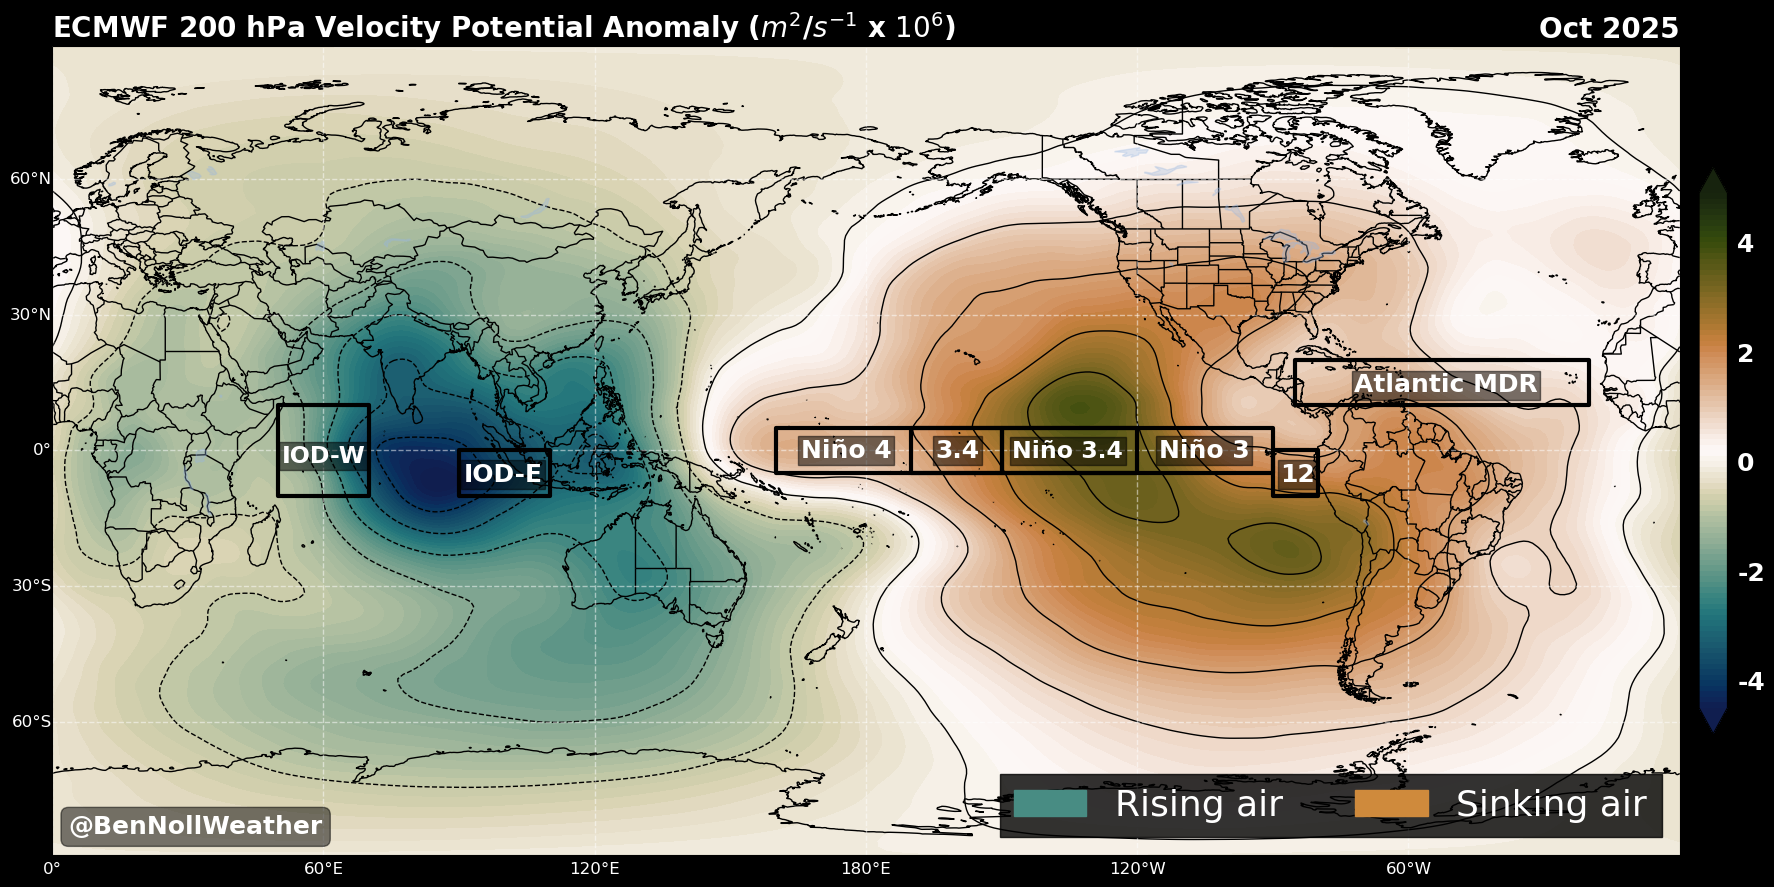 ECMWF 200 hPa Velocity Potential Anomaly (m²/s⁻¹ x 10⁶)
Oct 2025
60°N
30°N
0°
30°S
60°S
IOD-W
IOD-E
Niño 4
3.4
Niño 3.4
Niño 3
12
Atlantic MDR
4
2
0
-2
-4
Rising air
Sinking air
@BenNollWeather
0°
60°E
120°E
180°E
120°W
60°W